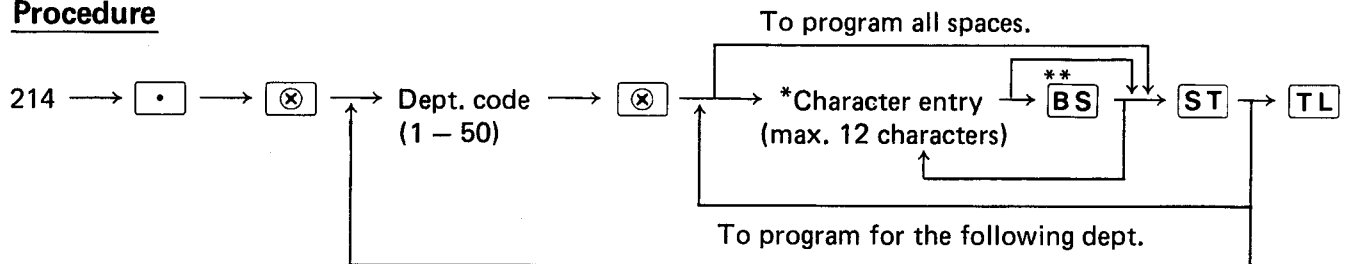 Procedure
To program all spaces.
214 → [ · ] → [ ⊗ ] → Dept. code → [ ⊗ ] → *Character entry → **[BS] → [ST] → [TL]
(1 – 50) (max. 12 characters)
To program for the following dept.